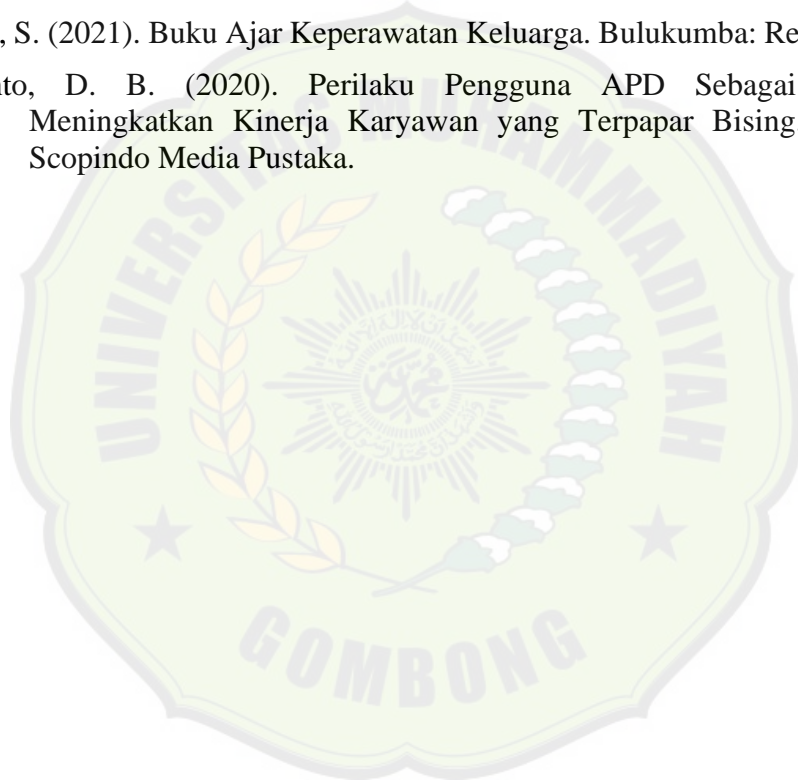 , S. (2021). Buku Ajar Keperawatan Keluarga. Bulukumba: Re
nto, D. B. (2020). Perilaku Pengguna APD Sebagai
Meningkatkan Kinerja Karyawan yang Terpapar Bising
Scopindo Media Pustaka.
UNIVERSITAS MUHAMMADIYAH
GOMBONG